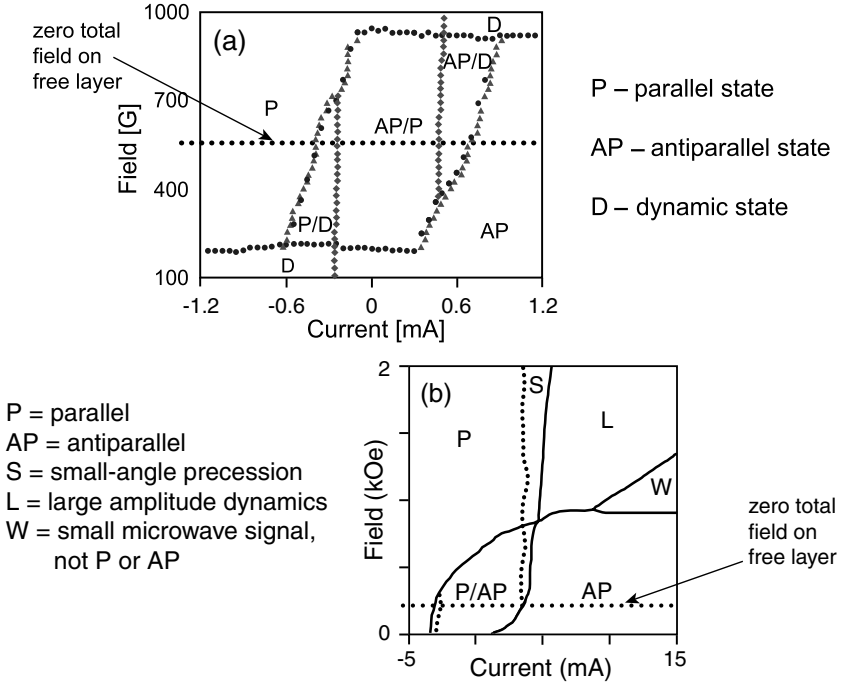 zero total
field on
free layer
(a)
1000
700
400
100
Field [G]
P
AP/P
AP/D
D
P/D
D
AP
-1.2
-0.6
0
0.6
1.2
Current [mA]
P – parallel state
AP – antiparallel state
D – dynamic state
P = parallel
AP = antiparallel
S = small-angle precession
L = large amplitude dynamics
W = small microwave signal,
not P or AP
(b)
2
0
Field (kOe)
S
P
L
W
P/AP
AP
-5
15
Current (mA)
zero total
field on
free layer